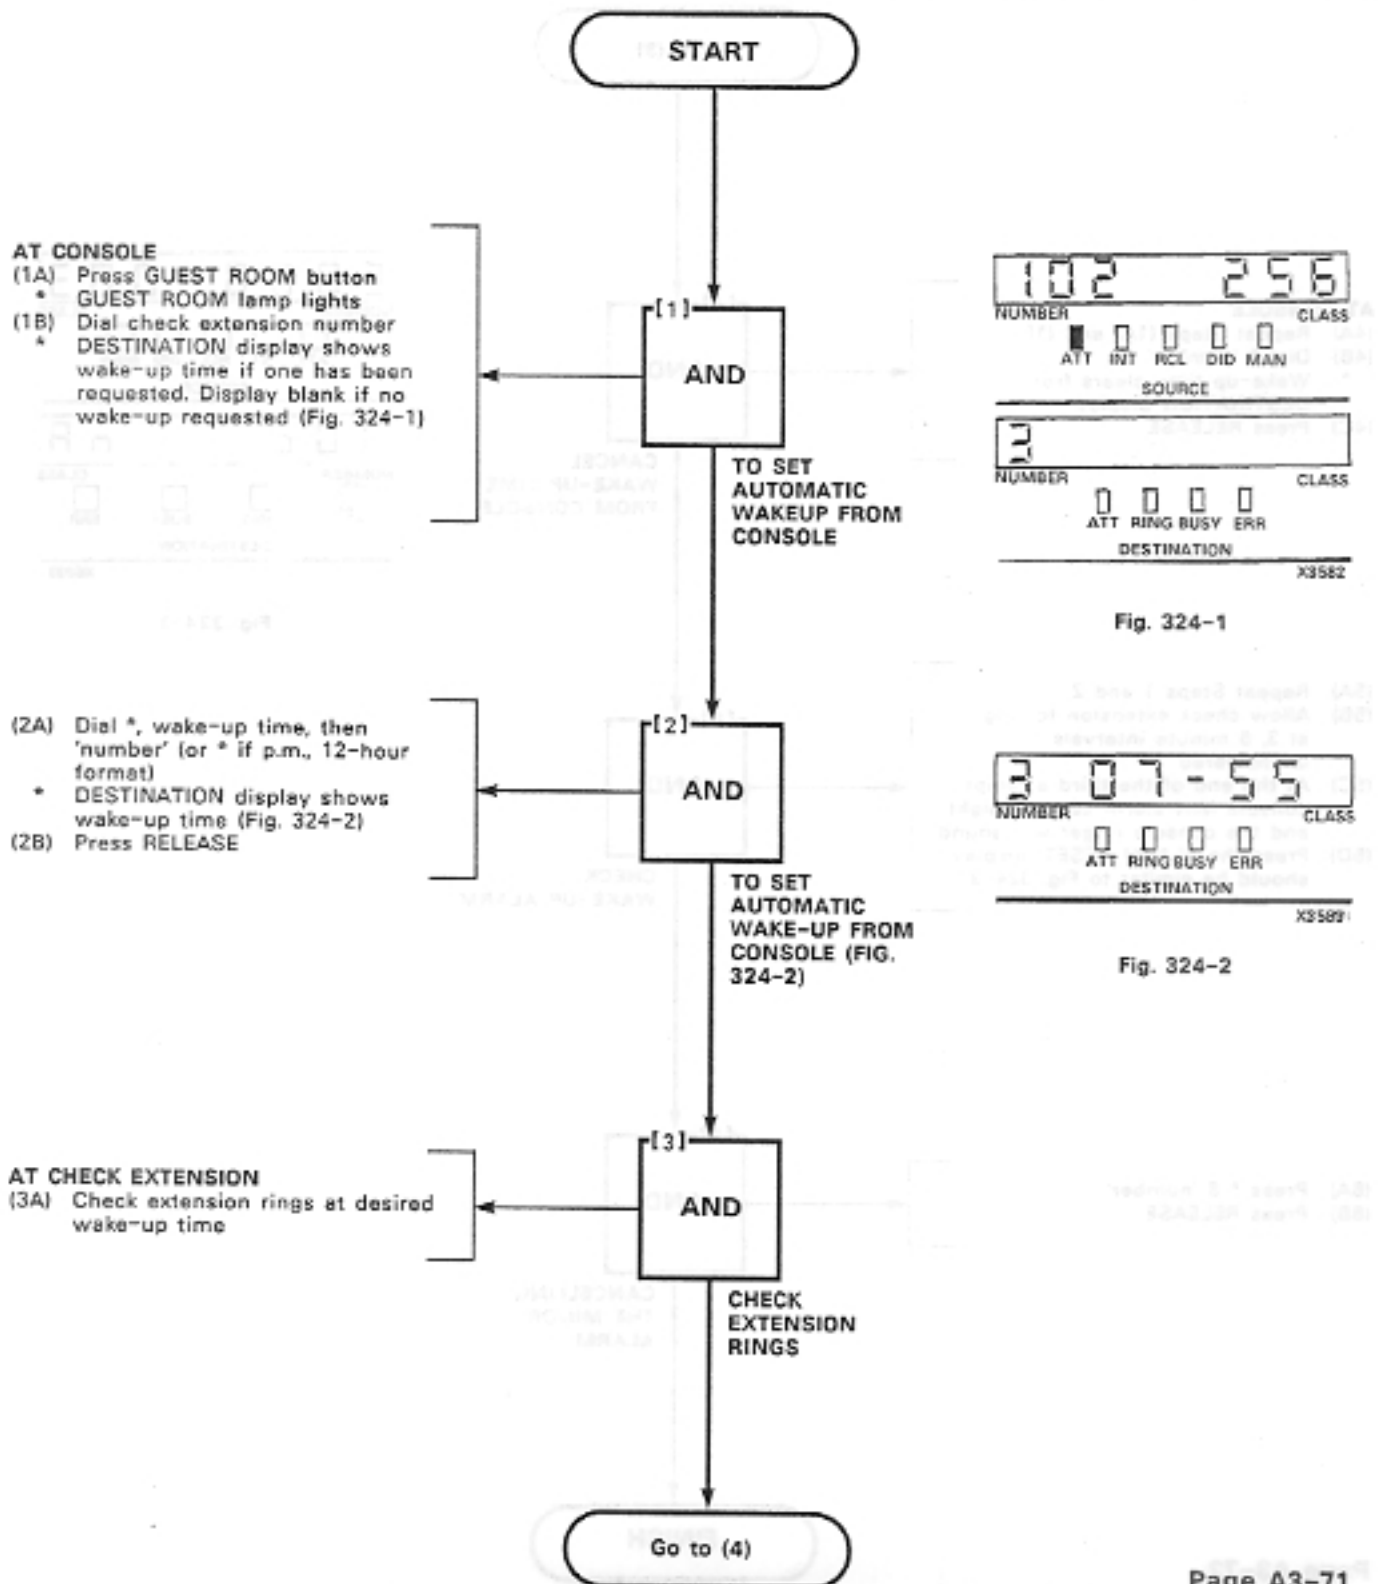 START
AT CONSOLE
(1A) Press GUEST ROOM button
* GUEST ROOM lamp lights
(1B) Dial check extension number
* DESTINATION display shows
wake-up time if one has been
requested. Display blank if no
wake-up requested (Fig. 324-1)
[1]
AND
TO SET
AUTOMATIC
WAKEUP FROM
CONSOLE
102 256
NUMBER CLASS
ATT INT RCL DID MAN
SOURCE
3
NUMBER CLASS
ATT RING BUSY ERR
DESTINATION
X3582
Fig. 324-1
(2A) Dial *, wake-up time, then
'number' (or * if p.m., 12-hour
format)
* DESTINATION display shows
wake-up time (Fig. 324-2)
(2B) Press RELEASE
[2]
AND
TO SET
AUTOMATIC
WAKE-UP FROM
CONSOLE (FIG.
324-2)
3 07-55
NUMBER CLASS
ATT RING BUSY ERR
DESTINATION
Fig. 324-2
AT CHECK EXTENSION
(3A) Check extension rings at desired
wake-up time
[3]
AND
CHECK
EXTENSION
RINGS
Go to (4)
Page A3-71